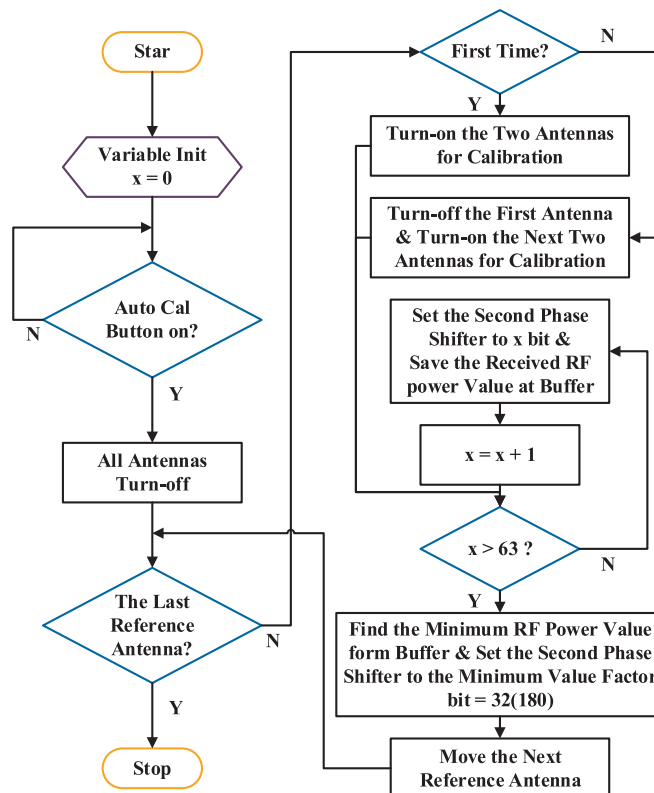 Star
Variable Init
x = 0
Auto Cal
Button on?
N
Y
All Antennas
Turn-off
The Last
Reference
Antenna?
N
Y
Stop
First Time?
N
Y
Turn-on the Two Antennas
for Calibration
Turn-off the First Antenna
& Turn-on the Next Two
Antennas for Calibration
Set the Second Phase
Shifter to x bit &
Save the Received RF
power Value at Buffer
x = x + 1
x > 63 ?
N
Y
Find the Minimum RF Power Value
form Buffer & Set the Second Phase
Shifter to the Minimum Value Factor
bit = 32(180)
Move the Next
Reference Antenna